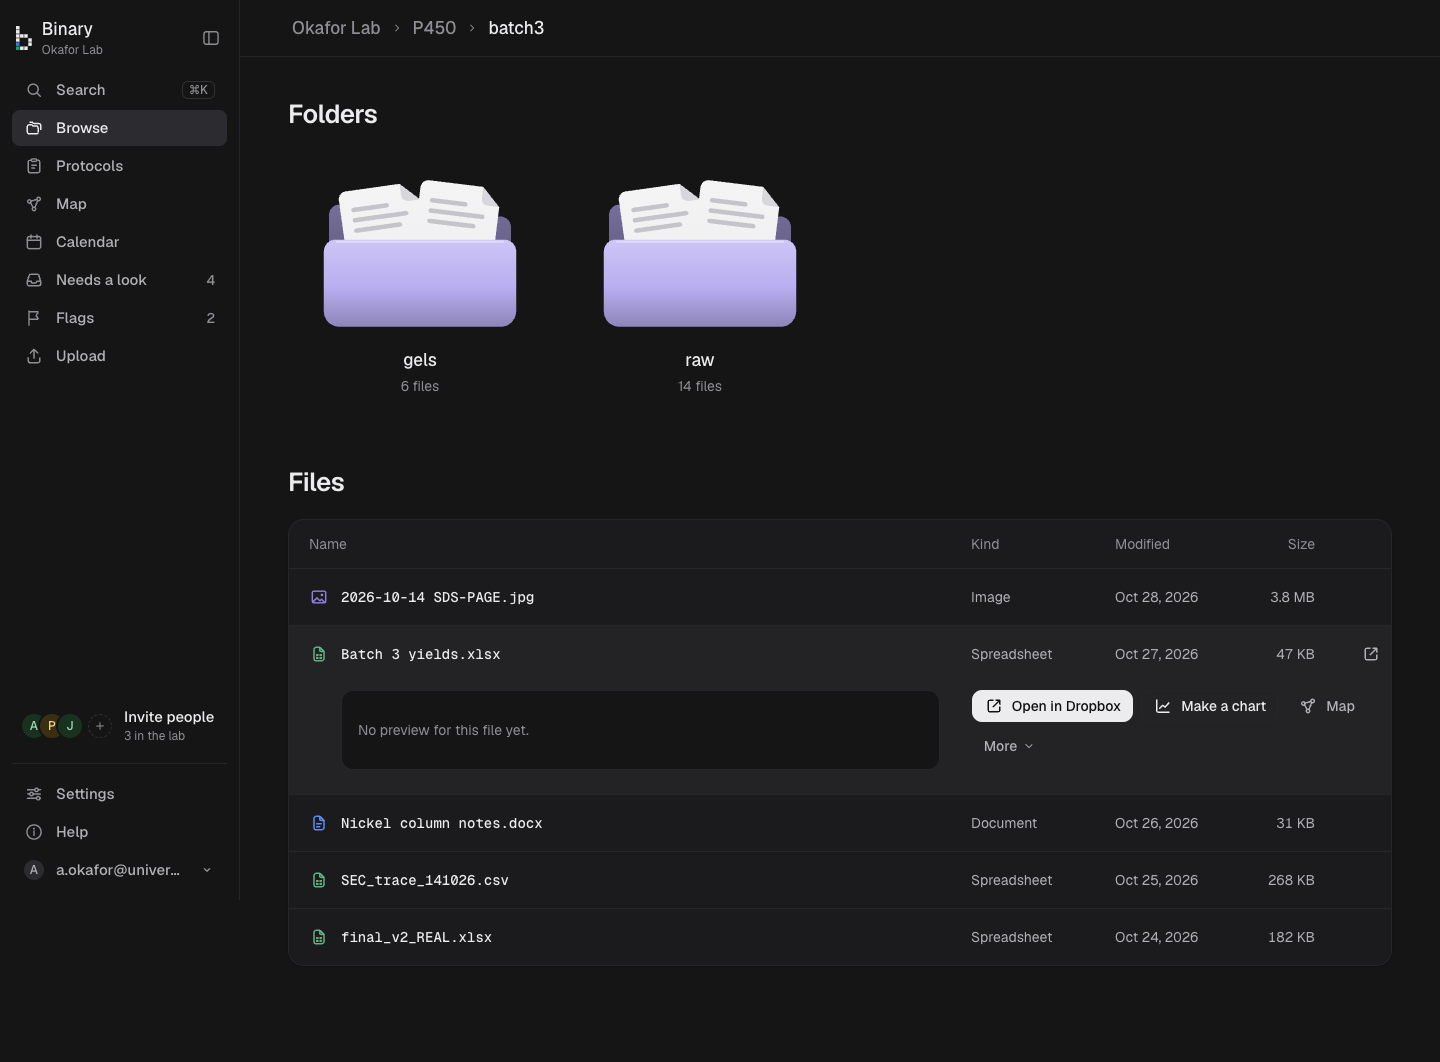 Binary
Okafor Lab
Search ⌘K
Browse
Protocols
Map
Calendar
Needs a look 4
Flags 2
Upload
A P J
Invite people
3 in the lab
Settings
Help
A a.okafor@univer...
Okafor Lab › P450 › batch3
Folders
gels
6 files
raw
14 files
Files
Name Kind Modified Size
2026-10-14 SDS-PAGE.jpg Image Oct 28, 2026 3.8 MB
Batch 3 yields.xlsx Spreadsheet Oct 27, 2026 47 KB
No preview for this file yet.
Open in Dropbox Make a chart Map
More
Nickel column notes.docx Document Oct 26, 2026 31 KB
SEC_trace_141026.csv Spreadsheet Oct 25, 2026 268 KB
final_v2_REAL.xlsx Spreadsheet Oct 24, 2026 182 KB